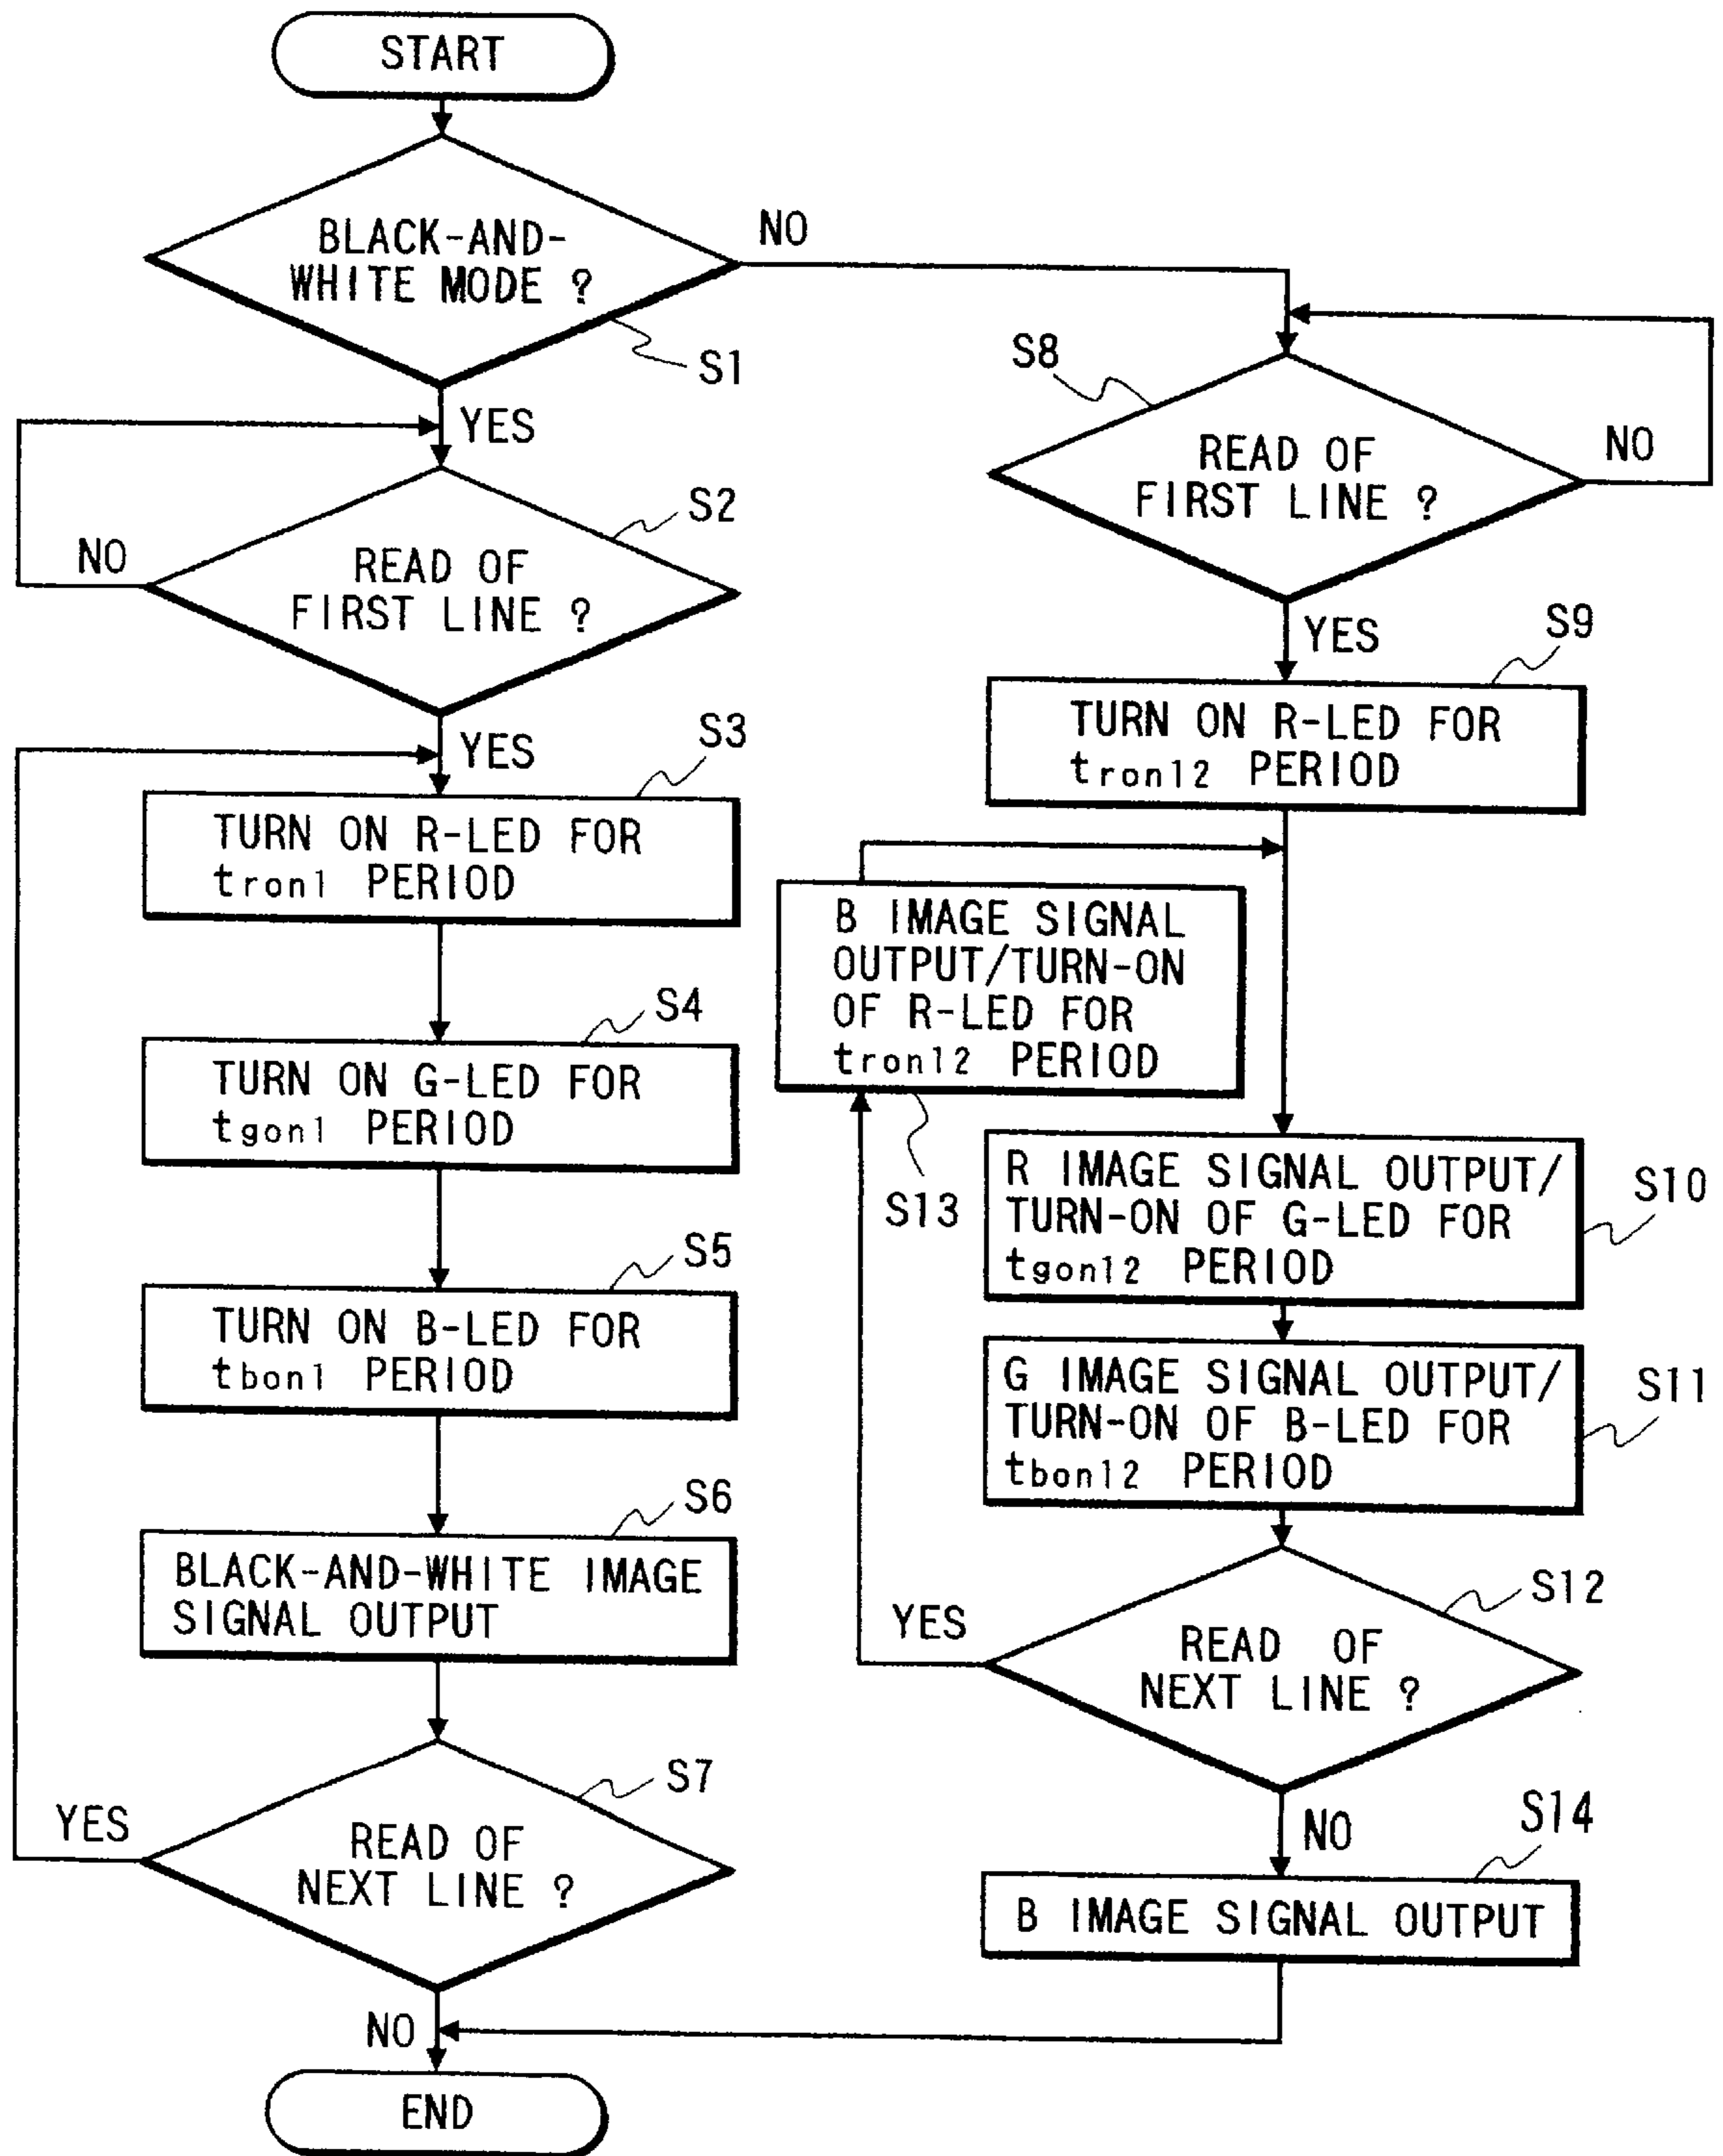 START
BLACK-AND-
WHITE MODE ?
NO
S1
YES
S2
READ OF
FIRST LINE ?
NO
YES
S3
TURN ON R-LED FOR
tron1 PERIOD
S4
TURN ON G-LED FOR
tgon1 PERIOD
S5
TURN ON B-LED FOR
tbon1 PERIOD
S6
BLACK-AND-WHITE IMAGE
SIGNAL OUTPUT
S7
READ OF
NEXT LINE ?
YES
NO
END
S8
READ OF
FIRST LINE ?
NO
YES
S9
TURN ON R-LED FOR
tron12 PERIOD
B IMAGE SIGNAL
OUTPUT/TURN-ON
OF R-LED FOR
tron12 PERIOD
S13
R IMAGE SIGNAL OUTPUT/
TURN-ON OF G-LED FOR
tgon12 PERIOD
S10
G IMAGE SIGNAL OUTPUT/
TURN-ON OF B-LED FOR
tbon12 PERIOD
S11
S12
READ OF
NEXT LINE ?
YES
NO
S14
B IMAGE SIGNAL OUTPUT